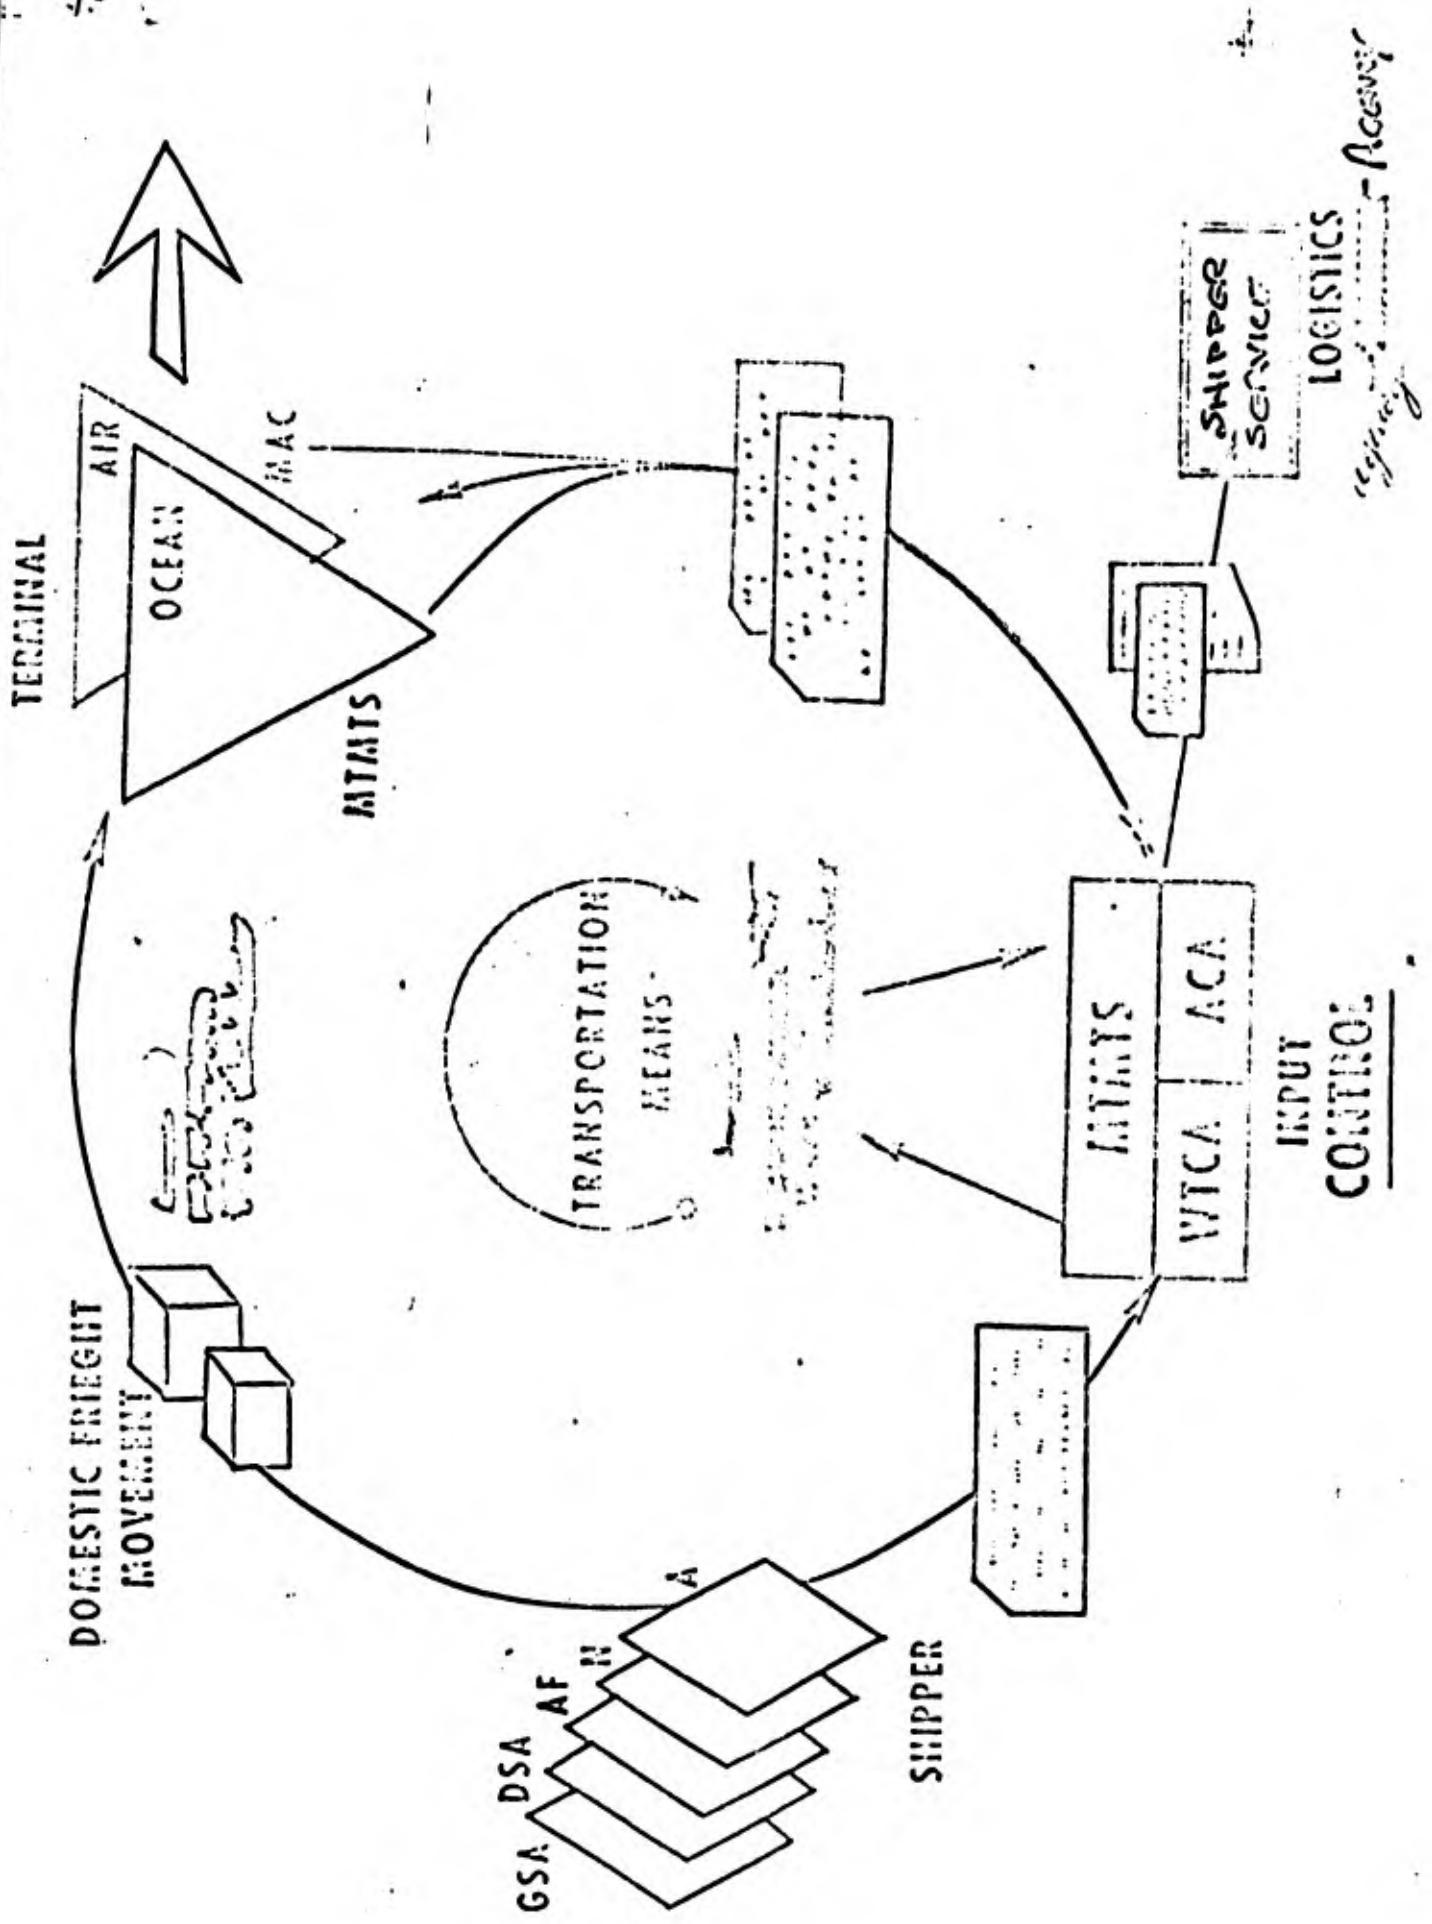 TERMINAL
AIR
OCEAN
MAC
MTMTS
DOMESTIC FRIEGHT
MOVEMENT
TRANSPORTATION
MEANS
GSA
DSA
AF
N
A
SHIPPER
MTMTS
WTCA
ACA
INPUT
CONTROL
SHIPPER
SERVICE
LOGISTICS
AGENCY